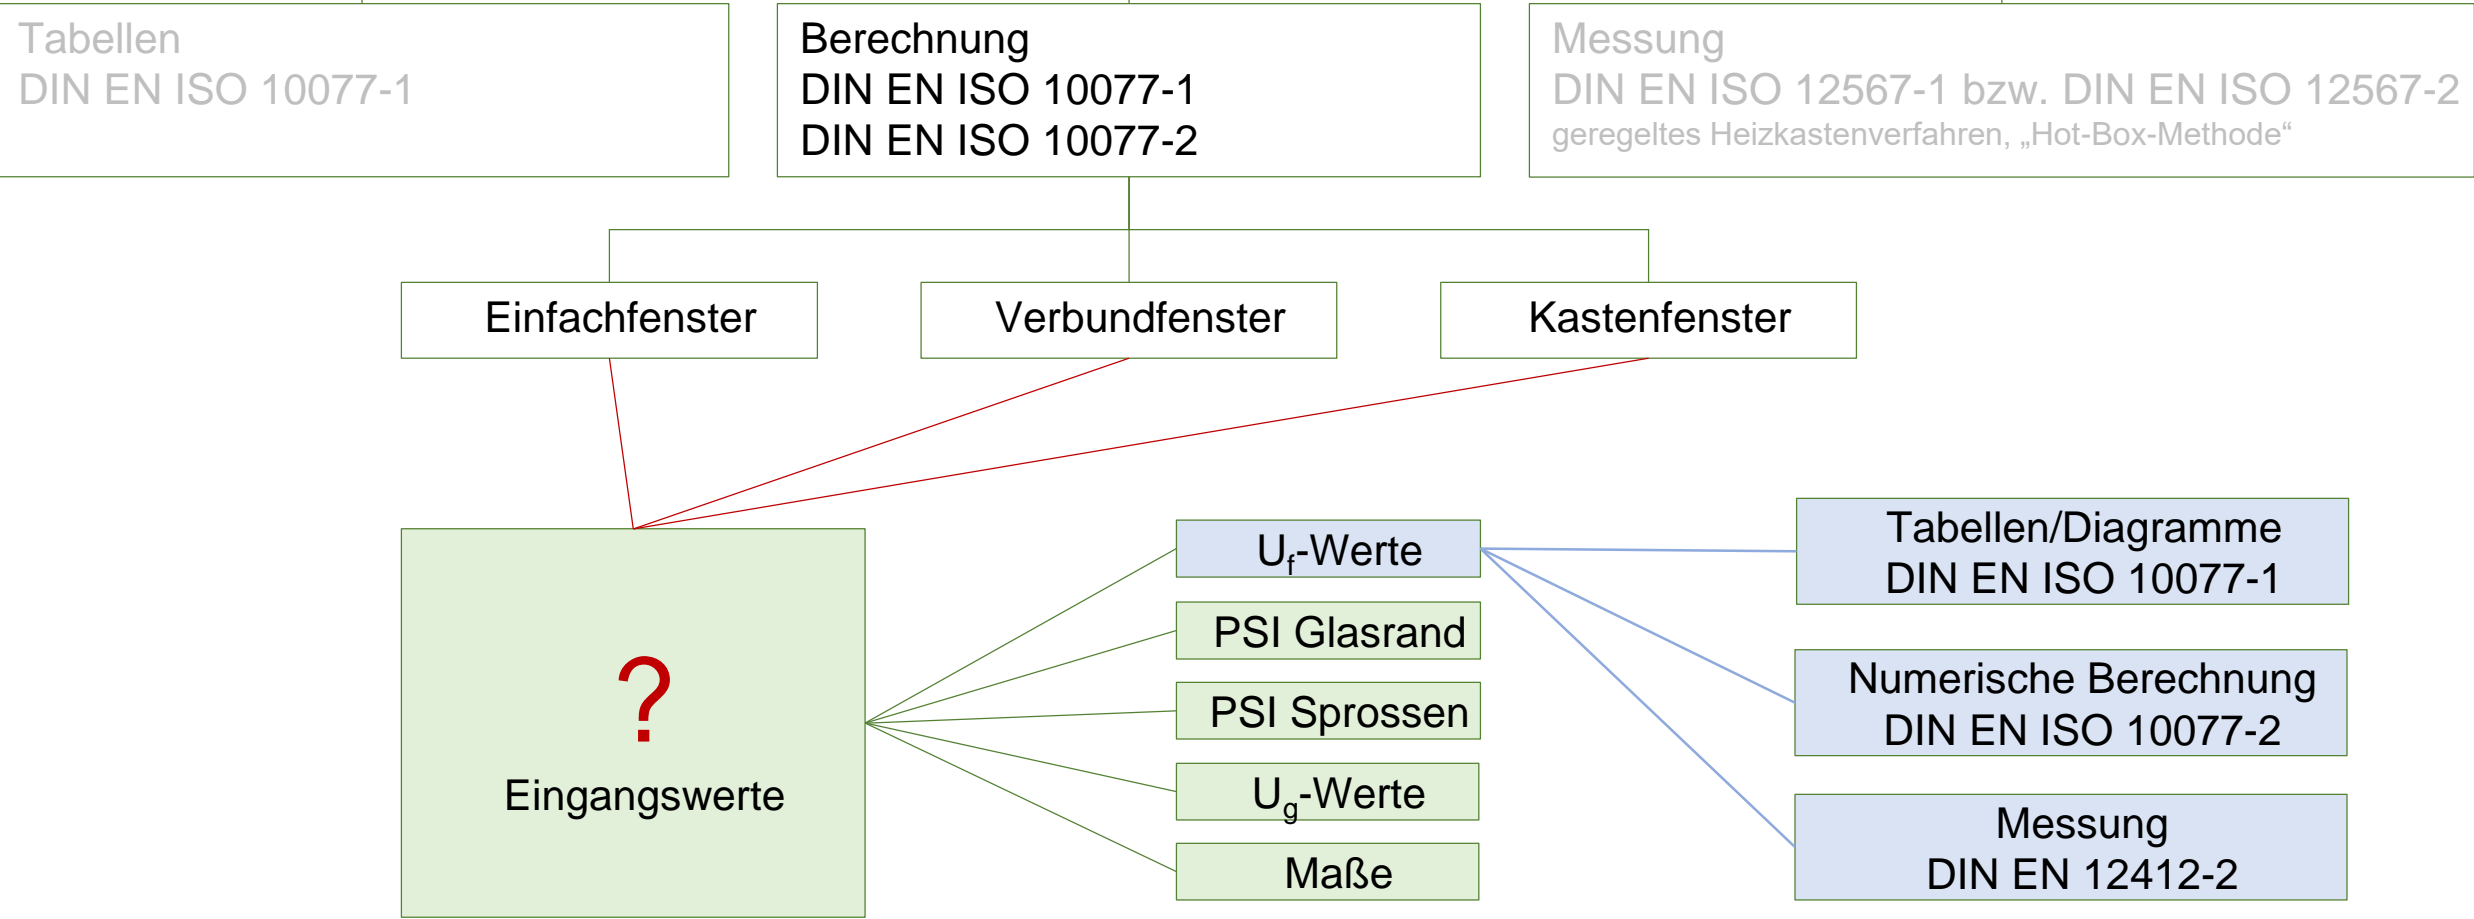 Tabellen
DIN EN ISO 10077-1
Berechnung
DIN EN ISO 10077-1
DIN EN ISO 10077-2
Messung
DIN EN ISO 12567-1 bzw. DIN EN ISO 12567-2
geregeltes Heizkastenverfahren, „Hot-Box-Methode“
Einfachfenster
Verbundfenster
Kastenfenster
?
Eingangswerte
Uf-Werte
PSI Glasrand
PSI Sprossen
Ug-Werte
Maße
Tabellen/Diagramme
DIN EN ISO 10077-1
Numerische Berechnung
DIN EN ISO 10077-2
Messung
DIN EN 12412-2